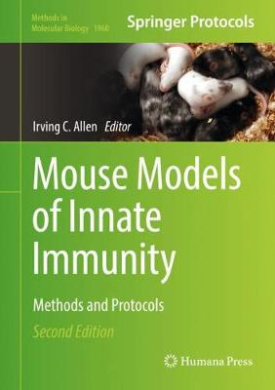 Methods in
Molecular Biology 1960
Springer Protocols
Irving C. Allen Editor
Mouse Models
of Innate
Immunity
Methods and Protocols
Second Edition
Humana Press